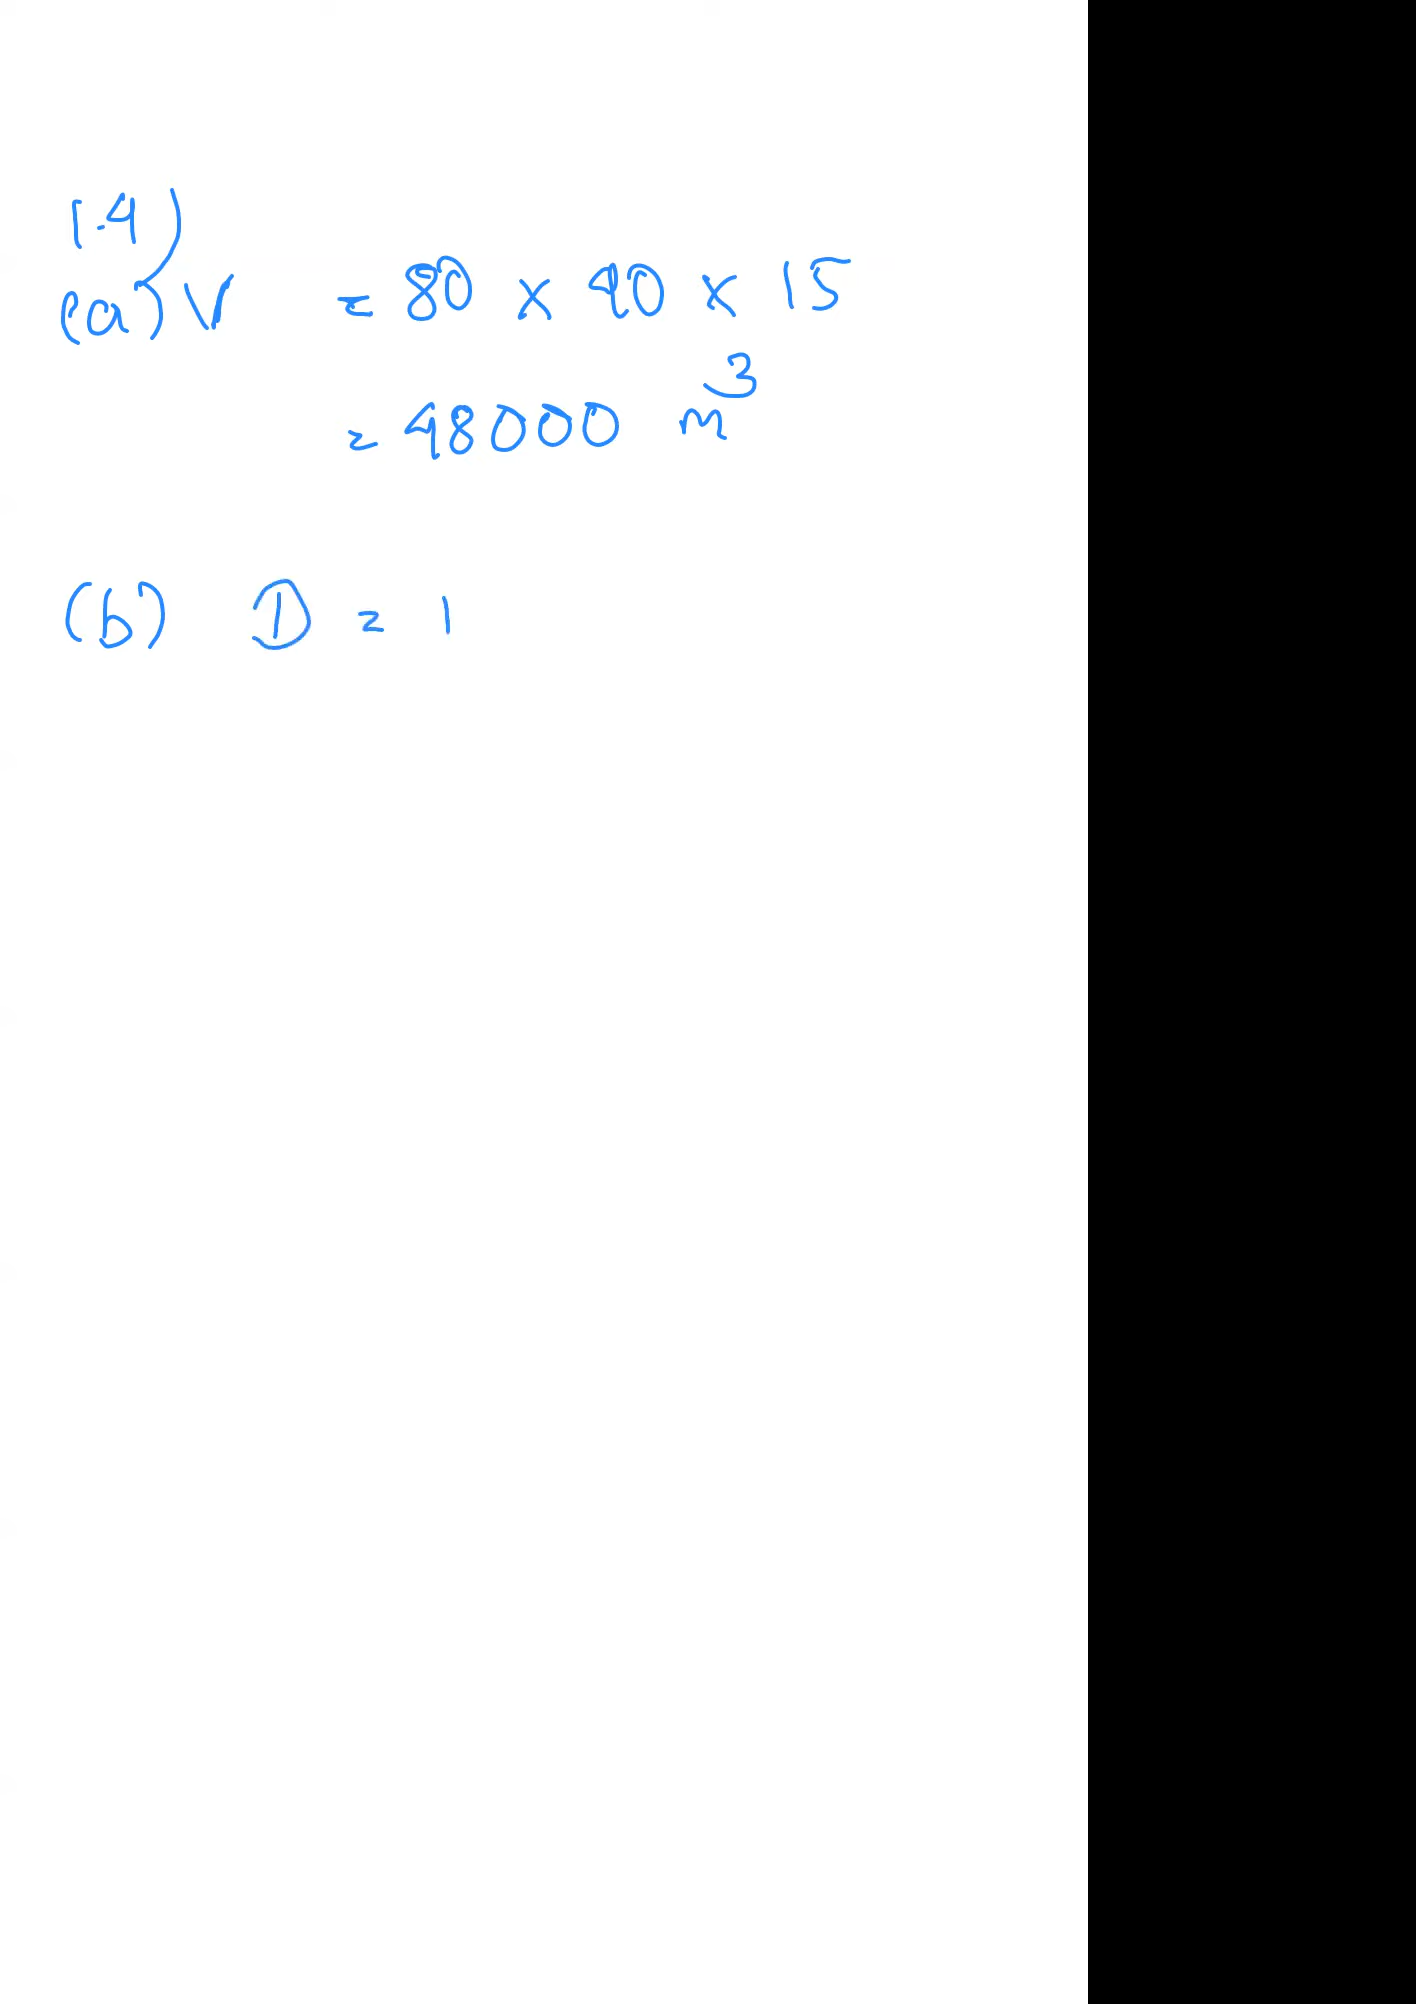 1.4)
(a) V = 80 × 40 × 15
= 48000 m³
(b) D = 1